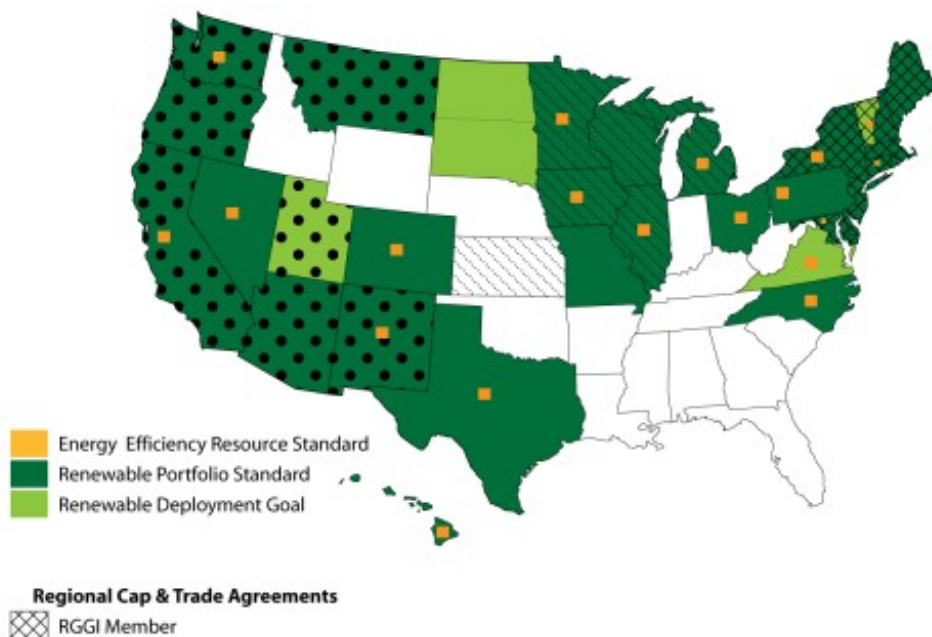 Energy Efficiency Resource Standard
Renewable Portfolio Standard
Renewable Deployment Goal
Regional Cap & Trade Agreements
RGGI Member